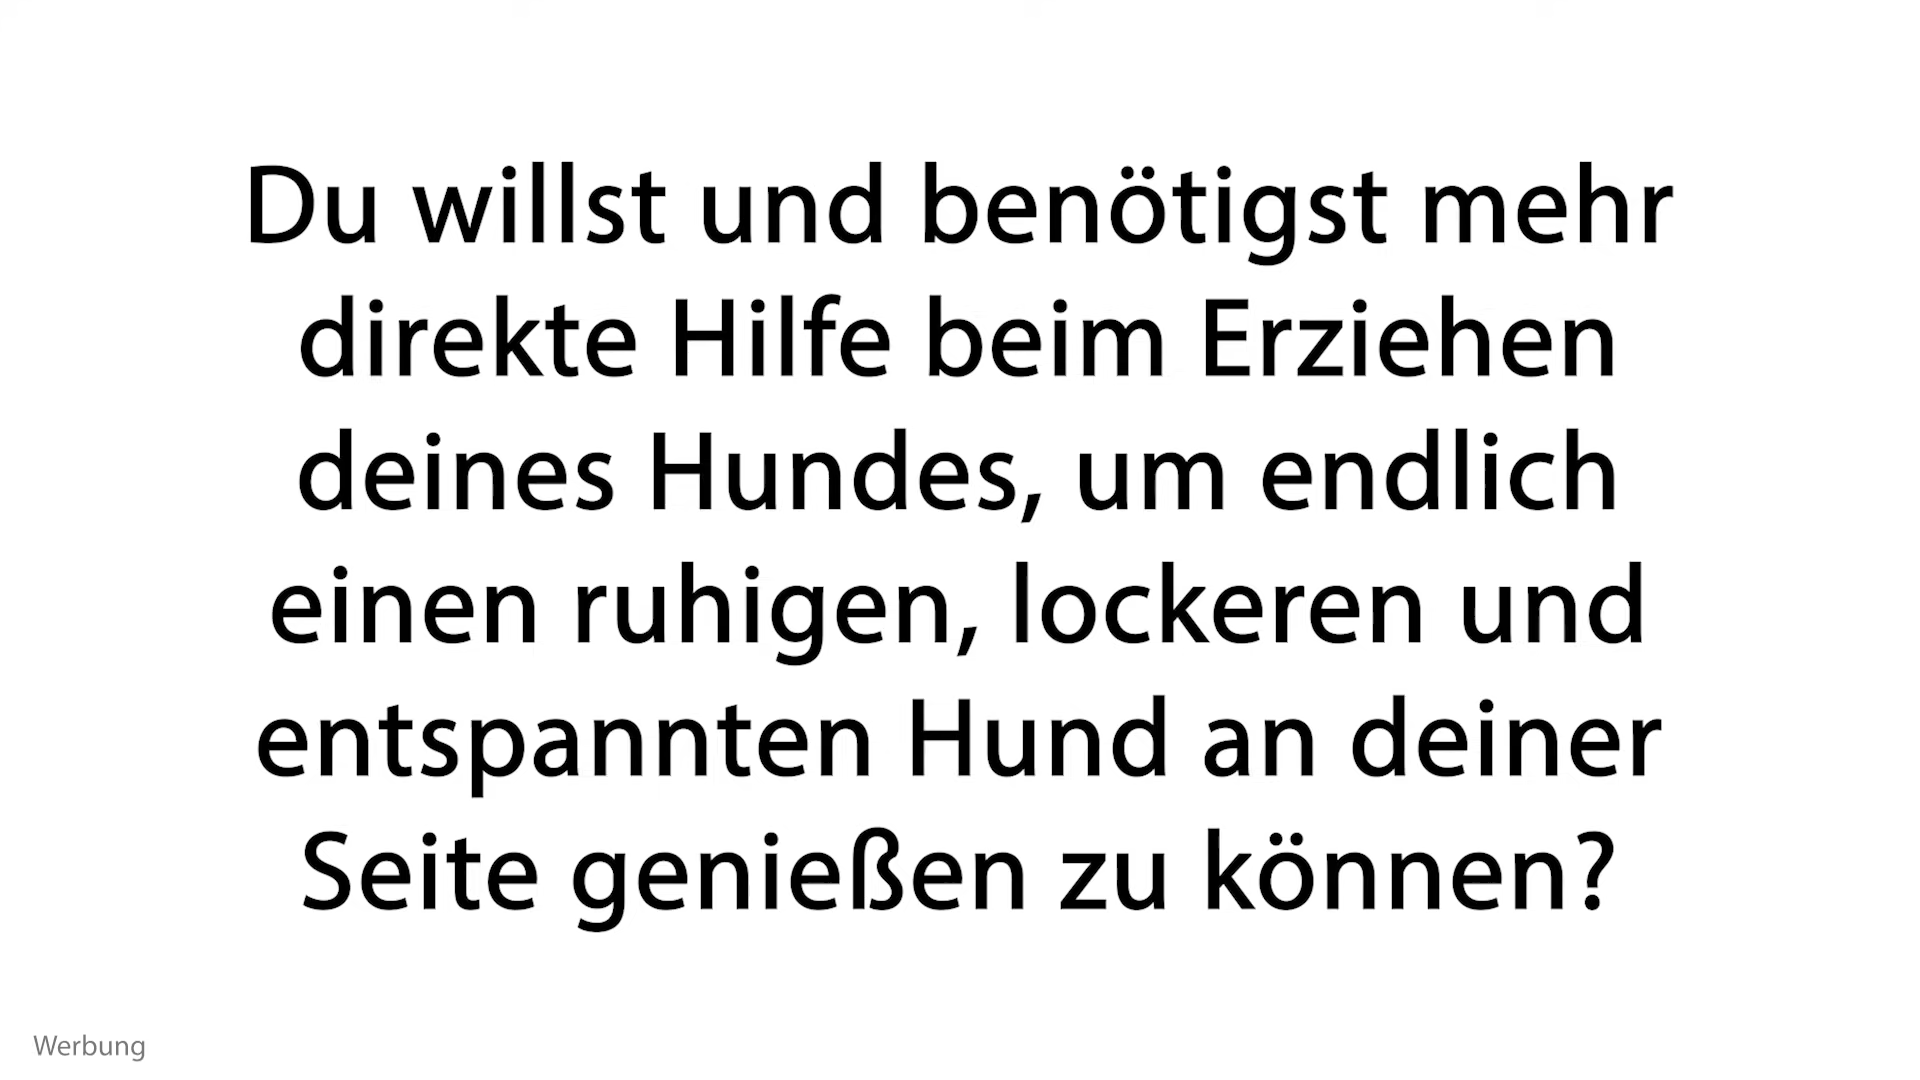 Du willst und benötigst mehr
direkte Hilfe beim Erziehen
deines Hundes, um endlich
einen ruhigen, lockeren und
entspannten Hund an deiner
Seite genießen zu können?
Werbung